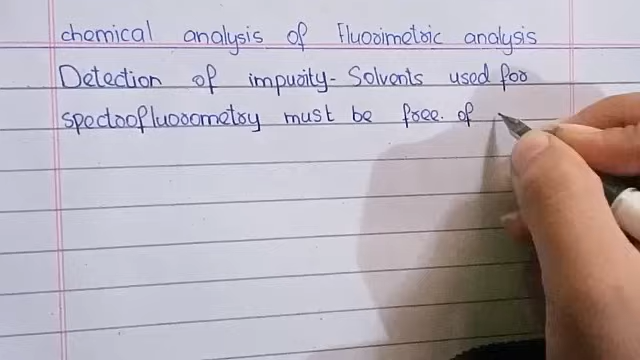 chemical analysis of Fluorimetric analysis
Detection of impurity- Solvents used for
spectrofluorometry must be free. of